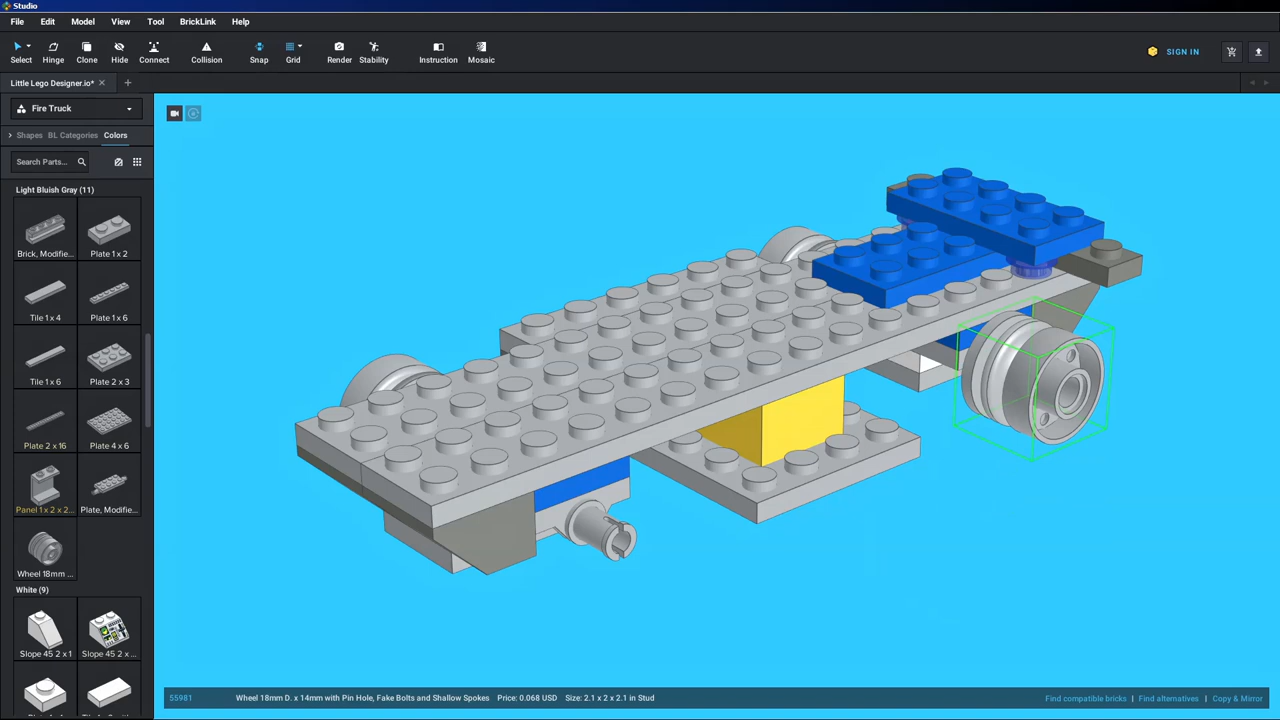 Studio
File Edit Model View Tool BrickLink Help
Select Hinge Clone Hide Connect Collision Snap Grid Render Stability Instruction Mosaic
SIGN IN
Little Lego Designer.io*
Fire Truck
Shapes BL Categories Colors
Search Parts...
Light Bluish Gray (11)
Brick, Modifie... Plate 1 x 2
Tile 1 x 4 Plate 1 x 6
Tile 1 x 6 Plate 2 x 3
Plate 2 x 16 Plate 4 x 6
Panel 1 x 2 x 2... Plate, Modifie...
Wheel 18mm ...
White (9)
Slope 45 2 x 1 Slope 45 2 x ...
55981 Wheel 18mm D. x 14mm with Pin Hole, Fake Bolts and Shallow Spokes Price: 0.068 USD Size: 2.1 x 2 x 2.1 in Stud
Find compatible bricks | Find alternatives | Copy & Mirror